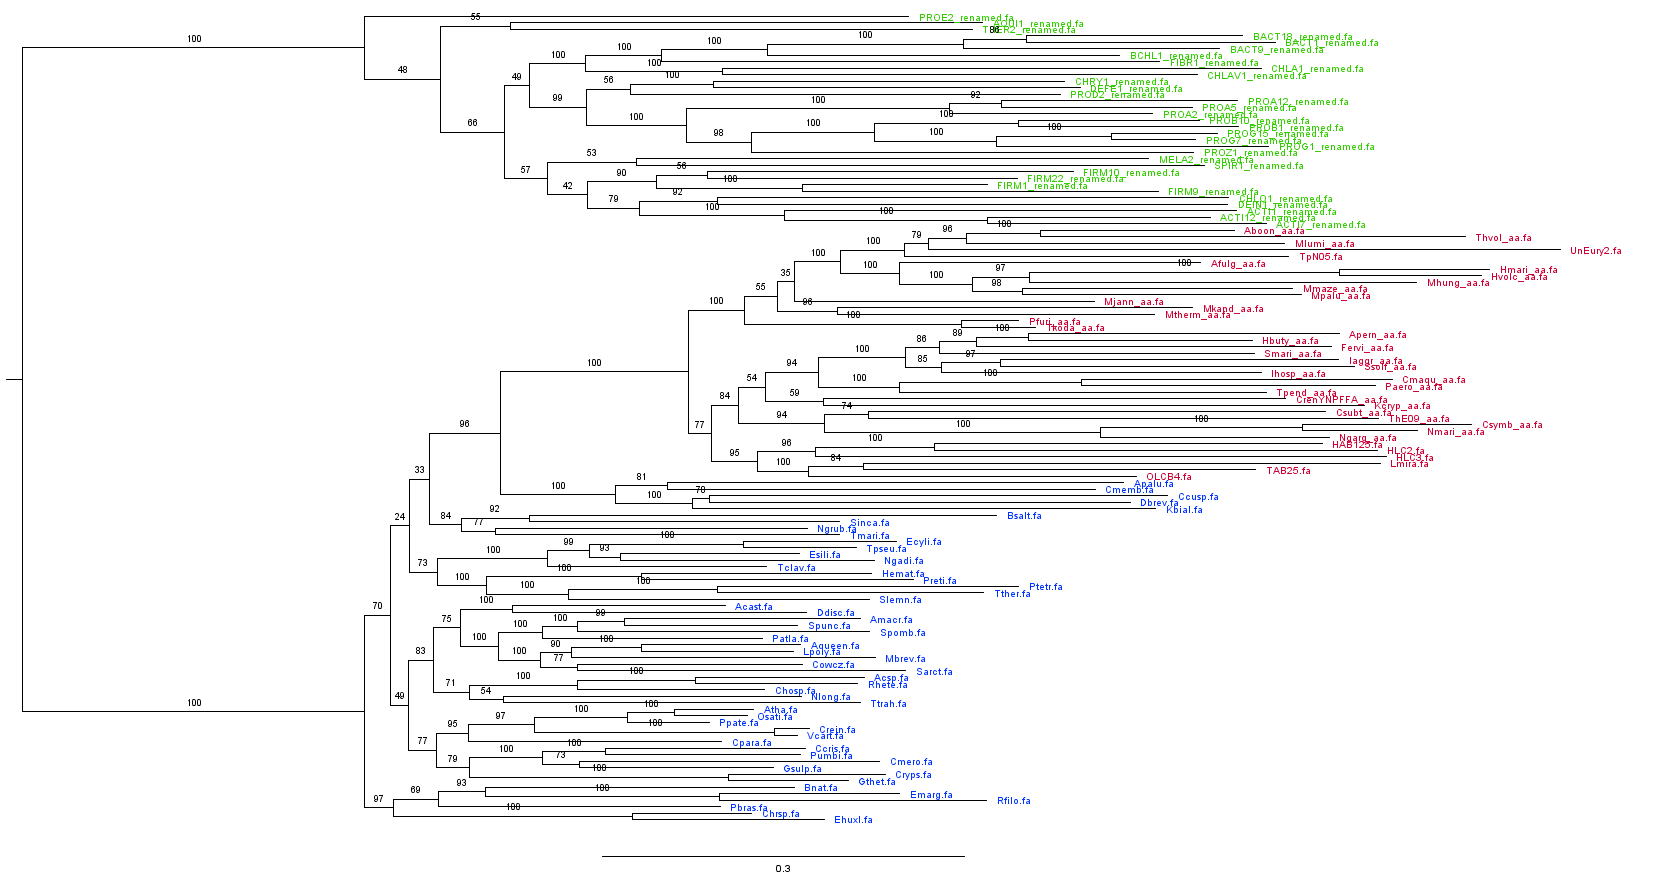 55
PROE2_renamed.fa
AQUI1_renamed.fa
TMER2_renamed.fa
86
100
BACT18_renamed.fa
BACT1_renamed.fa
100
100
BACT9_renamed.fa
100
BCHL1_renamed.fa
100
FIBR1_renamed.fa
48
CHLA1_renamed.fa
49
100
CHLAV1_renamed.fa
56
CHRY1_renamed.fa
DEFE1_renamed.fa
PROD2_renamed.fa
99
92
PROA12_renamed.fa
100
PROA5_renamed.fa
100
PROA2_renamed.fa
66
100
100
PROB10_renamed.fa
100
PROB1_renamed.fa
98
100
PROG15_renamed.fa
PROG7_renamed.fa
PROG1_renamed.fa
53
PROZ1_renamed.fa
MELA2_renamed.fa
57
56
SPIR1_renamed.fa
90
FIRM10_renamed.fa
42
100
FIRM22_renamed.fa
FIRM1_renamed.fa
92
FIRM9_renamed.fa
79
CHLO1_renamed.fa
100
DEIN1_renamed.fa
100
ACTI1_renamed.fa
ACTI12_renamed.fa
100
ACTI7_renamed.fa
96
Aboon_aa.fa
79
Thvol_aa.fa
100
Mlumi_aa.fa
UnEury2.fa
100
TpN05.fa
100
100
Afulg_aa.fa
35
97
Hmari_aa.fa
100
Hvolc_aa.fa
98
Mhung_aa.fa
55
Mmaze_aa.fa
Mpalu_aa.fa
100
96
Mjann_aa.fa
Mkand_aa.fa
100
Mtherm_aa.fa
Pfuri_aa.fa
100
Tkoda_aa.fa
89
Apern_aa.fa
86
Hbuty_aa.fa
100
Fervi_aa.fa
97
Smari_aa.fa
94
85
Iaggr_aa.fa
Ssolf_aa.fa
100
100
Ihosp_aa.fa
54
100
Cmaqu_aa.fa
Paero_aa.fa
84
59
Tpend_aa.fa
CrenYNPFFA_aa.fa
74
Kcryp_aa.fa
94
Csubt_aa.fa
77
100
100
ThE09_aa.fa
Csymb_aa.fa
96
100
96
Nmari_aa.fa
100
Ngarg_aa.fa
95
HAB125.fa
HLC2.fa
100
84
HLC3.fa
Lmira.fa
33
TAB25.fa
81
OLCB4.fa
100
Apalu.fa
100
70
Cmemb.fa
Ccusp.fa
Dbrev.fa
92
Kbial.fa
24
84
77
Bsalt.fa
Sinca.fa
Ngrub.fa
100
Tmari.fa
99
Ecyli.fa
100
93
Tpseu.fa
73
Esili.fa
Ngadi.fa
100
Tclav.fa
100
Hemat.fa
100
100
Preti.fa
Ptetr.fa
Tther.fa
70
100
Slemn.fa
75
Acast.fa
99
Ddisc.fa
100
Amacr.fa
100
Spunc.fa
100
Spomb.fa
83
100
Patla.fa
90
Aqueen.fa
100
Lpoly.fa
77
Mbrev.fa
Cowcz.fa
100
100
Sarct.fa
71
Acsp.fa
54
Rhete.fa
49
Chosp.fa
Nlong.fa
100
100
Ttrah.fa
97
100
Atha.fa
Osati.fa
95
100
Ppate.fa
77
Crein.fa
Vcart.fa
100
Cpara.fa
100
73
Ccris.fa
79
Pumbi.fa
100
Cmero.fa
Gsulp.fa
Cryps.fa
93
Gthet.fa
69
100
Bnat.fa
97
Emarg.fa
Rfilo.fa
100
Pbras.fa
Chrsp.fa
Ehuxl.fa
0.3